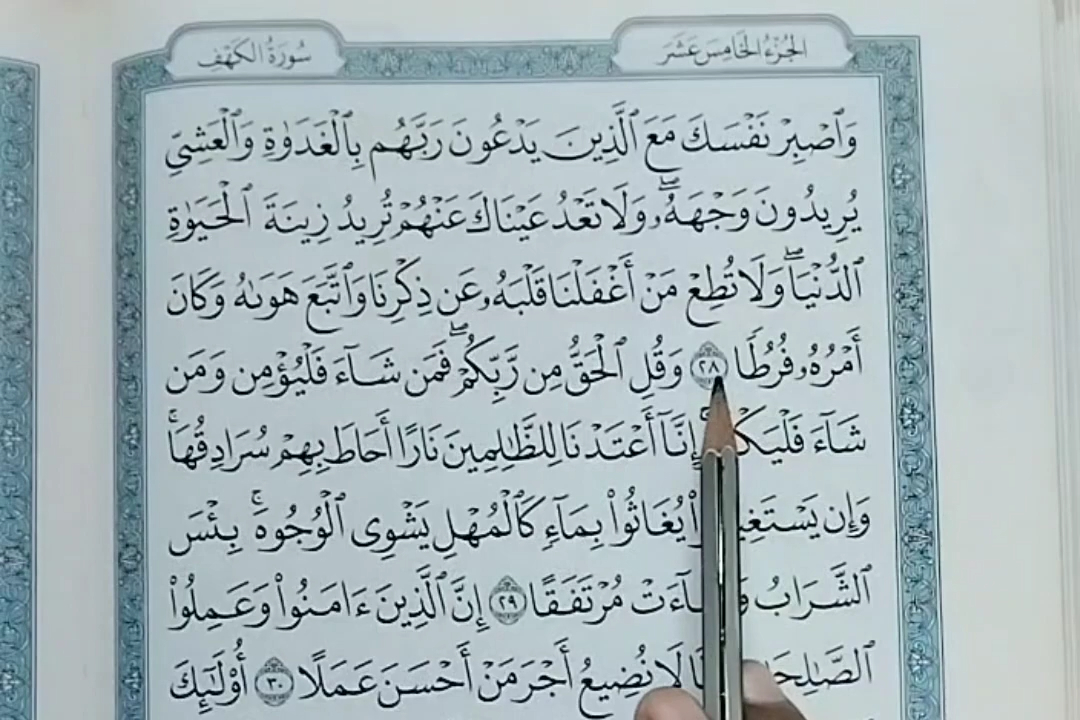 الجزء الخامس عشر
سورة الكهف
وَٱصۡبِرۡ نَفۡسَكَ مَعَ ٱلَّذِينَ يَدۡعُونَ رَبَّهُم بِٱلۡغَدَوٰةِ وَٱلۡعَشِيِّ
يُرِيدُونَ وَجۡهَهُۥۖ وَلَا تَعۡدُ عَيۡنَاكَ عَنۡهُمۡ تُرِيدُ زِينَةَ ٱلۡحَيَوٰةِ
ٱلدُّنۡيَاۖ وَلَا تُطِعۡ مَنۡ أَغۡفَلۡنَا قَلۡبَهُۥ عَن ذِكۡرِنَا وَٱتَّبَعَ هَوَىٰهُ وَكَانَ
أَمۡرُهُۥ فُرُطٗا ٢٨ وَقُلِ ٱلۡحَقُّ مِن رَّبِّكُمۡۖ فَمَن شَآءَ فَلۡيُؤۡمِن وَمَن
شَآءَ إِنَّآ أَعۡتَدۡنَا لِلظَّٰلِمِينَ نَارًا أَحَاطَ بِهِمۡ سُرَادِقُهَاۚ
وَإِن يُغَاثُواْ بِمَآءٖ كَٱلۡمُهۡلِ يَشۡوِي ٱلۡوُجُوهَۚ بِئۡسَ
ٱلشَّرَابُ مُرۡتَفَقًا ٢٩ إِنَّ ٱلَّذِينَ ءَامَنُواْ وَعَمِلُواْ
لَا نُضِيعُ أَجۡرَ مَنۡ أَحۡسَنَ عَمَلًا ٣٠ أُوْلَٰٓئِكَ